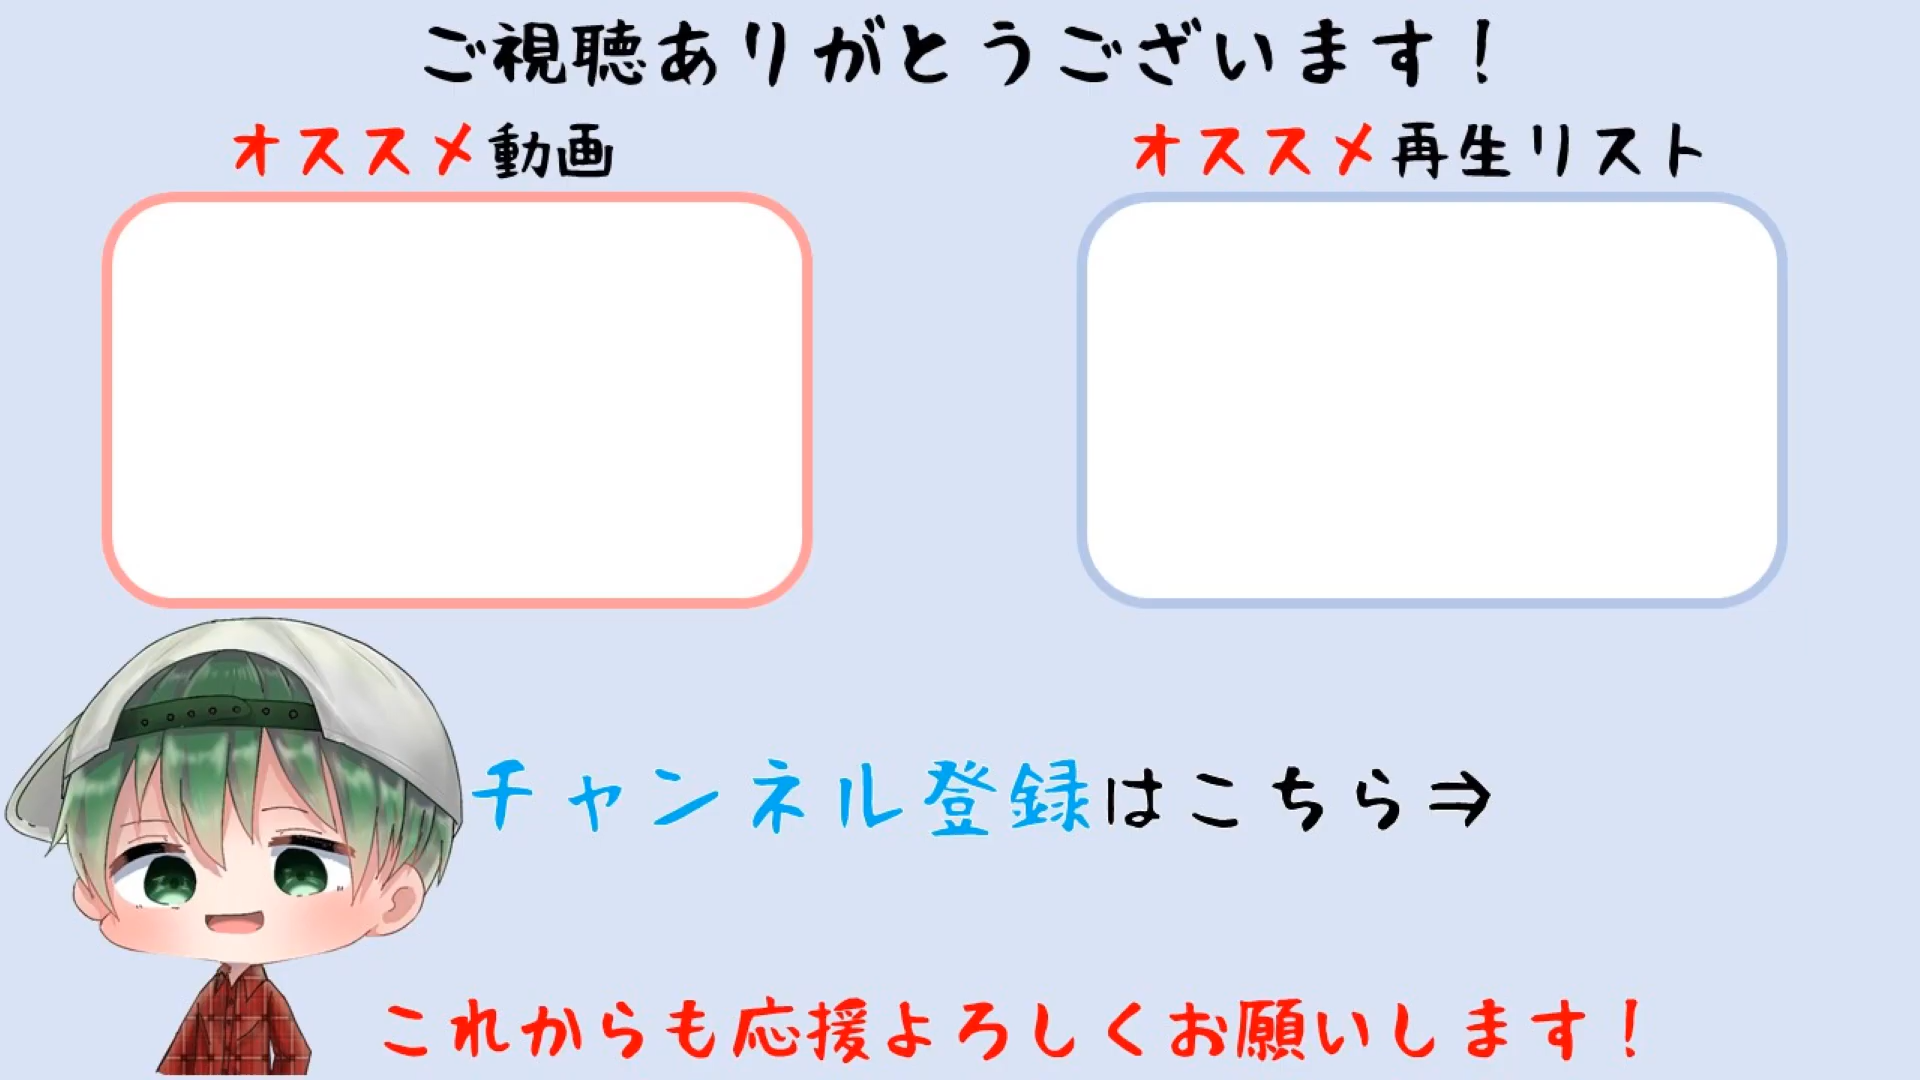 ご視聴ありがとうございます！
オススメ動画
オススメ再生リスト
チャンネル登録はこちら⇒
これからも応援よろしくお願いします！